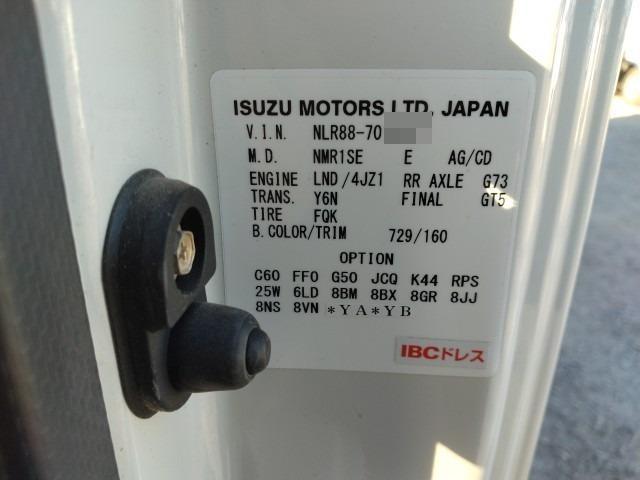 ISUZU MOTORS LTD, JAPAN
V.I.N. NLR88-70
M.D. NMR1SE E AG/CD
ENGINE LND/4JZ1 RR AXLE G73
TRANS. Y6N FINAL GT5
TIRE FQK
B.COLOR/TRIM 729/160
OPTION
C60 FF0 G50 JCQ K44 RPS
25W 6LD 8BM 8BX 8GR 8JJ
8NS 8VN *YA*YB
IBCドレス